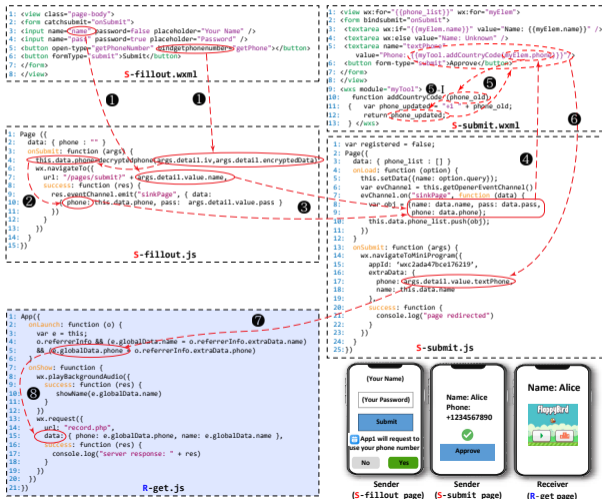 1: <view class="page-body">
2: <form catchsubmit="onSubmit">
3: <input name="name" password=false placeholder="Your Name" />
4: <input name="pass" password=true placeholder="Password" />
5: <button open-type="getPhoneNumber" bindgetphonenumber="getPhone"></button>
6: <button formType="submit">Submit</button>
7: </form>
8: </view>
S-fillout.wxml
1: <view wx:for="{{phone_list}}" wx:for="myElem">
2: <form bindsubmit="onSubmit">
3: <textarea wx:if="{{myElem.name}}" value="Name: {{myElem.name}}" />
4: <textarea wx:else value="Name: Unknown" />
5: <textarea name="textPhone"
value="Phone: {{my.Tool.addCountryCode(myElem.phone)}}"
6: <button form-type="submit">Approve</button>
7: </form>
8: </view>
9: <wxs module="myTool">
10: function addCountryCode(phone_old)
11: { var phone_updated = "+1" + phone_old;
12: return phone_updated;
13: } </wxs>
S-submit.wxml
❶
❶
❺
❺
❻
1: Page ({
2: data: { phone : "" }
3: onSubmit: function (args) {
4: this.data.phone=decryptedphone(args.detail.iv,args.detail.encryptedData)
5: wx.navigateTo({
6: url: "/pages/submit?" + args.detail.value.name,
7: success: function (res) {
8: res.eventChannel.emit("sinkPage", { data:
10: phone: this.data.phone, pass: args.detail.value.pass }
11: })
12: }
13: })
14: }
15:})
S-fillout.js
❷
❸
❹
1: var registered = false;
2: Page({
3: data: { phone_list : [] }
4: onLoad: function (option) {
5: this.setData({name: option.query});
6: var evChannel = this.getOpenerEventChannel()
7: evChannel.on("sinkPage", function (data) {
8: var obj = {name: data.name, pass: data.pass,
9: phone: data.phone};
10: this.data.phone_list.push(obj);
11: })
12: }
13: onSubmit: function (args) {
14: wx.navigateToMiniProgram({
15: appId: 'wxc2ada47bce176219',
16: extraData: {
17: phone: args.detail.value.textPhone,
18: name: this.data.name
19: },
20: success: function() {
21: console.log("page redirected")
22: }
23: })
24: }
25:})
S-submit.js
❼
❽
1: App({
2: onLaunch: function (o) {
3: var e = this;
4: o.referrerInfo && (e.globalData.name = o.referrerInfo.extraData.name)
5: && (e.globalData.phone = o.referrerInfo.extraData.phone)
6: }
7: onShow: function {
8: wx.playBackgroundAudio({
9: success: function (res) {
10: showName(e.globalData.name)
11: }
12: })
13: wx.request({
14: url: "record.php",
15: data: { phone: e.globalData.phone, name: e.globalData.name },
16: success: function (res) {
17: console.log("server response: " + res)
18: }
19: })
20: }
21:})
R-get.js
(Your Name)
(Your Password)
Submit
App1 will request to
use your phone number
No
Yes
Name: Alice
Phone:
+1234567890
Approve
Name: Alice
FlappyBird
Sender
(S-fillout page)
Sender
(S-submit page)
Receiver
(R-get page)